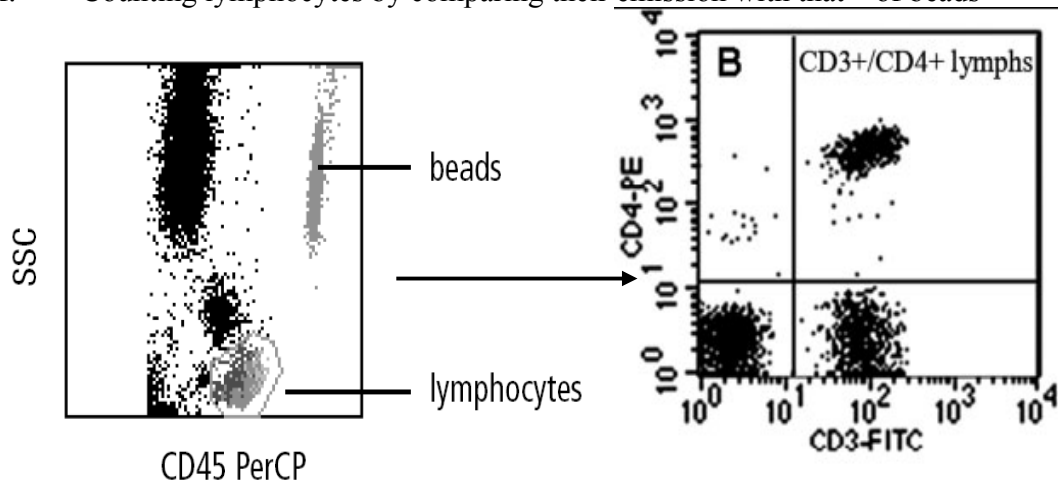 Counting lymphocytes by comparing their emission with that of beads
B CD3+/CD4+ lymphs
beads
lymphocytes
SSC
CD45 PerCP
CD4-PE
10^4
10^3
10^2
10^1
10^0
10^0 10^1 10^2 10^3 10^4
CD3-FITC